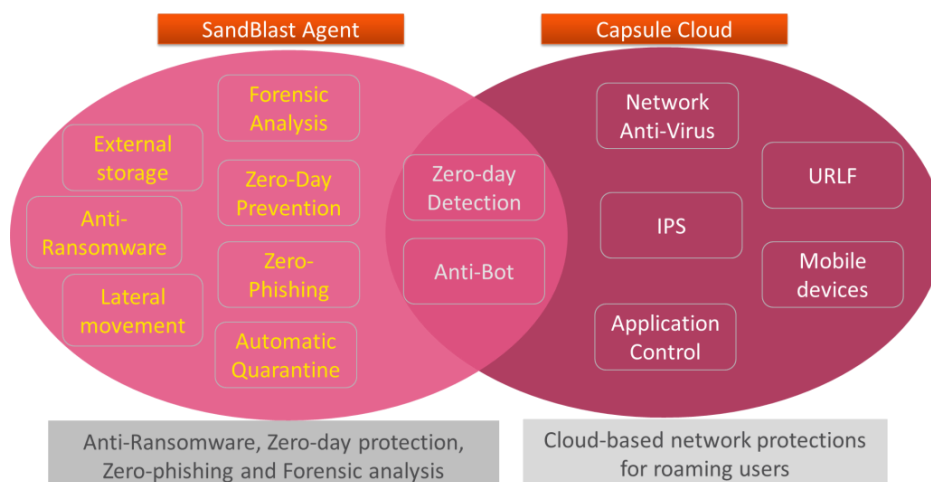 SandBlast Agent
Capsule Cloud
Forensic
Analysis
External
storage
Zero-Day
Prevention
Anti-
Ransomware
Zero-
Phishing
Lateral
movement
Automatic
Quarantine
Zero-day
Detection
Anti-Bot
Network
Anti-Virus
URLF
IPS
Mobile
devices
Application
Control
Anti-Ransomware, Zero-day protection,
Zero-phishing and Forensic analysis
Cloud-based network protections
for roaming users